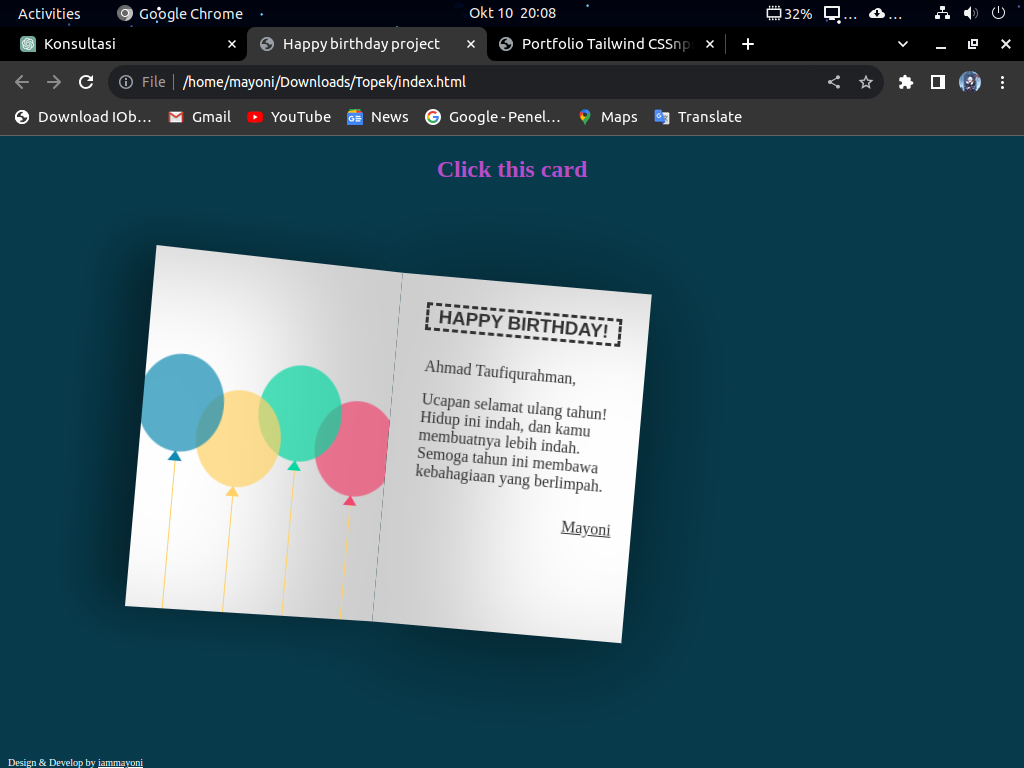 Activities Google Chrome Okt 10 20:08 32% ... ...
Konsultasi Happy birthday project Portfolio Tailwind CSSnp
File /home/mayoni/Downloads/Topek/index.html
Download IOb... Gmail YouTube News Google - Penel... Maps Translate
Click this card
HAPPY BIRTHDAY!
Ahmad Taufiqurahman,
Ucapan selamat ulang tahun!
Hidup ini indah, dan kamu
membuatnya lebih indah.
Semoga tahun ini membawa
kebahagiaan yang berlimpah.
Mayoni
Design & Develop by iammayoni